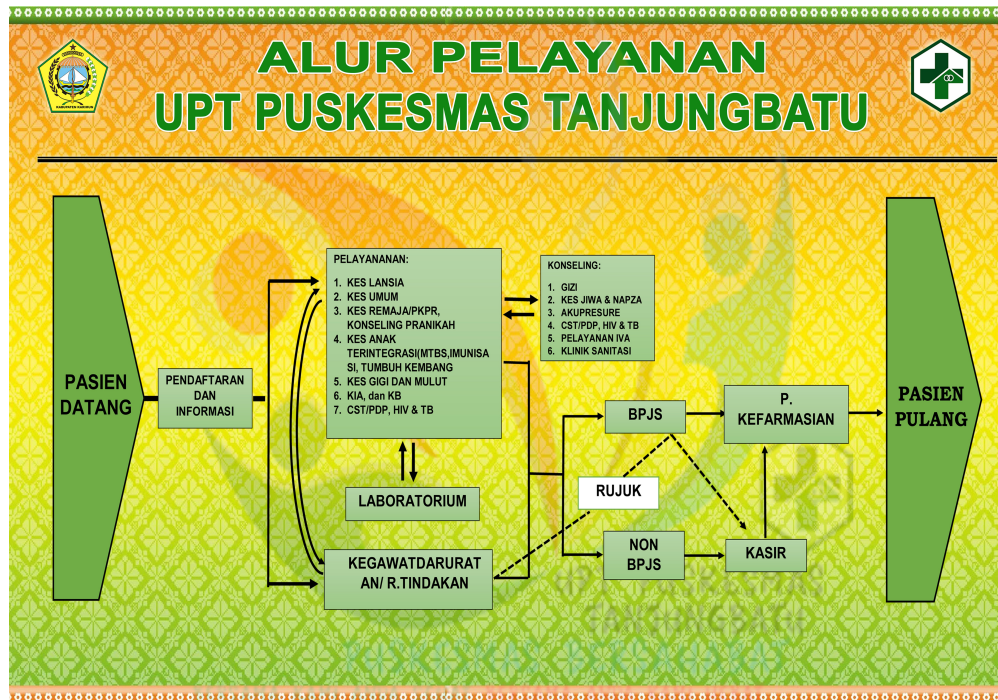 ALUR PELAYANAN
UPT PUSKESMAS TANJUNGBATU
KABUPATEN KARIMUN
PASIEN
DATANG
PENDAFTARAN
DAN
INFORMASI
PELAYANANAN:
1. KES LANSIA
2. KES UMUM
3. KES REMAJA/PKPR,
KONSELING PRANIKAH
4. KES ANAK
TERINTEGRASI(MTBS,IMUNISA
SI, TUMBUH KEMBANG
5. KES GIGI DAN MULUT
6. KIA, dan KB
7. CST/PDP, HIV & TB
KONSELING:
1. GIZI
2. KES JIWA & NAPZA
3. AKUPRESURE
4. CST/PDP, HIV & TB
5. PELAYANAN IVA
6. KLINIK SANITASI
LABORATORIUM
KEGAWATDARURAT
AN/ R.TINDAKAN
BPJS
RUJUK
NON
BPJS
P.
KEFARMASIAN
KASIR
PASIEN
PULANG